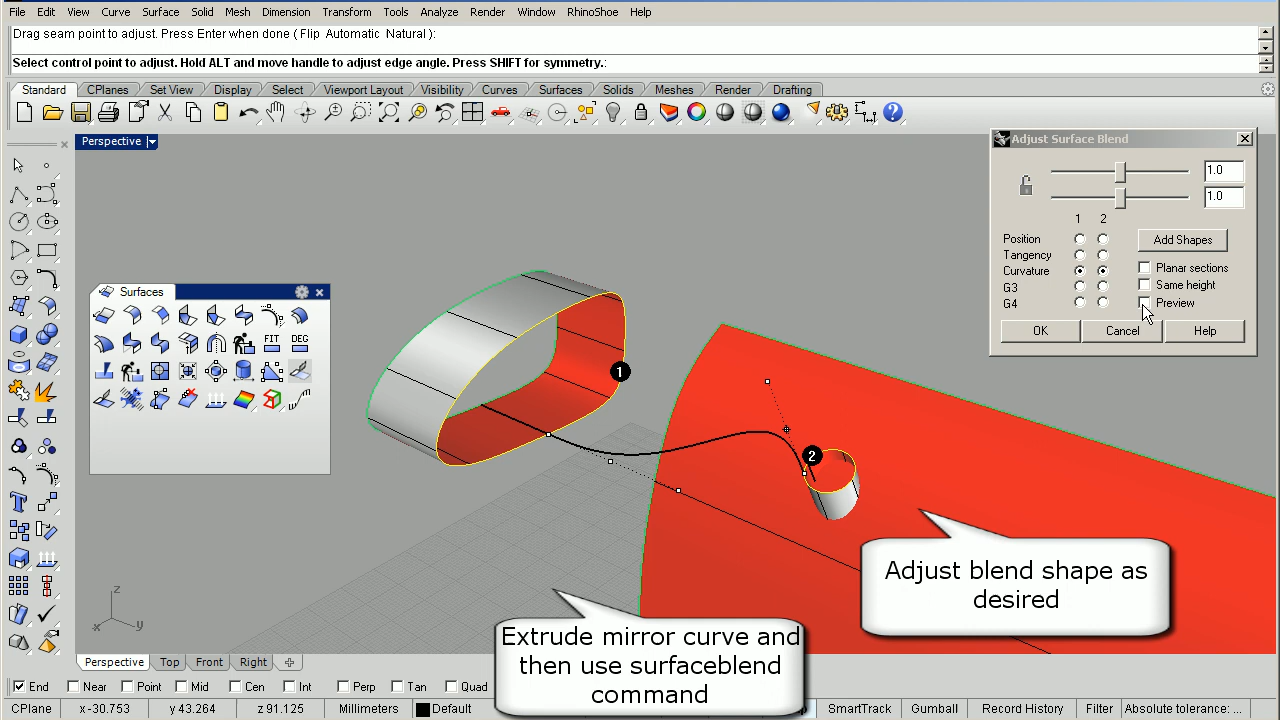 File Edit View Curve Surface Solid Mesh Dimension Transform Tools Analyze Render Window RhinoShoe Help
Drag seam point to adjust. Press Enter when done ( Flip Automatic Natural ):
Select control point to adjust. Hold ALT and move handle to adjust edge angle. Press SHIFT for symmetry.:
Standard CPlanes Set View Display Select Viewport Layout Visibility Curves Surfaces Solids Meshes Render Drafting
Perspective
Adjust Surface Blend
1.0
1.0
1 2
Position
Add Shapes
Tangency
Curvature
Planar sections
G3
Same height
G4
Preview
OK Cancel Help
Surfaces
FIT DEG
1
2
Adjust blend shape as
desired
Extrude mirror curve and
then use surfaceblend
command
z
x y
Perspective Top Front Right
End Near Point Mid Cen Int Perp Tan Quad
CPlane x -30.753 y 43.264 z 91.125 Millimeters Default SmartTrack Gumball Record History Filter Absolute tolerance. ...